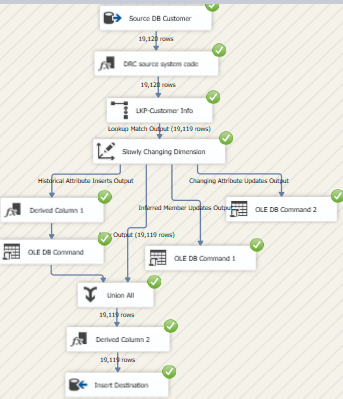 Source DB Customer
19,120 rows
DRC source system code
19,120 rows
LKP-Customer Info
Lookup Match Output (19,119 rows)
Slowly Changing Dimension
Historical Attribute Inserts Output
Changing Attribute Updates Output
Derived Column 1
Inferred Member Updates Output
OLE DB Command 2
Output (19,119 rows)
OLE DB Command
OLE DB Command 1
Union All
19,119 rows
Derived Column 2
19,119 rows
Insert Destination